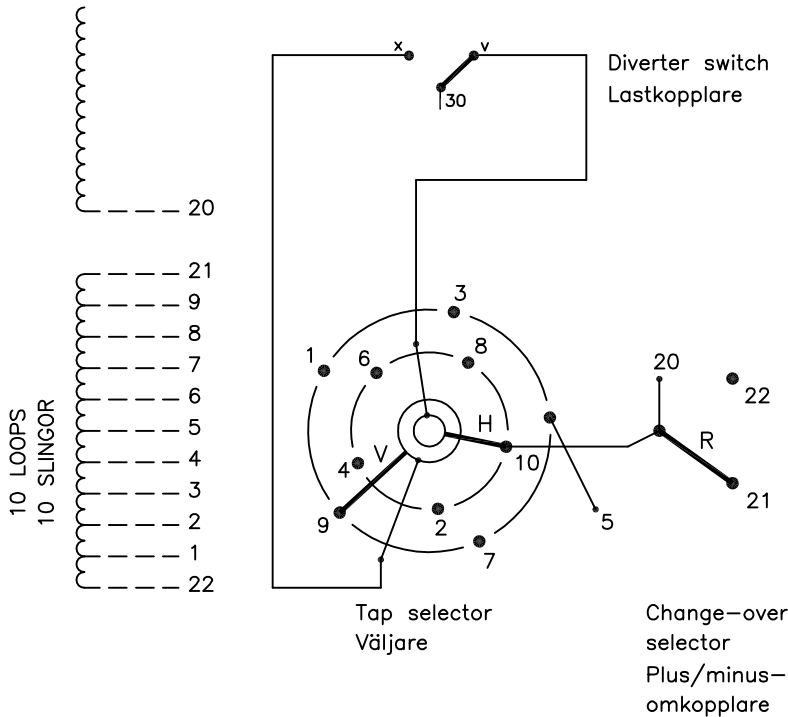 x
v
30
Diverter switch
Lastkopplare
20
21
9
8
7
6
5
4
3
2
1
22
10 LOOPS
10 SLINGOR
3
1
6
8
H
V
4
10
9
2
7
5
20
22
R
21
Tap selector
Väljare
Change-over
selector
Plus/minus-
omkopplare